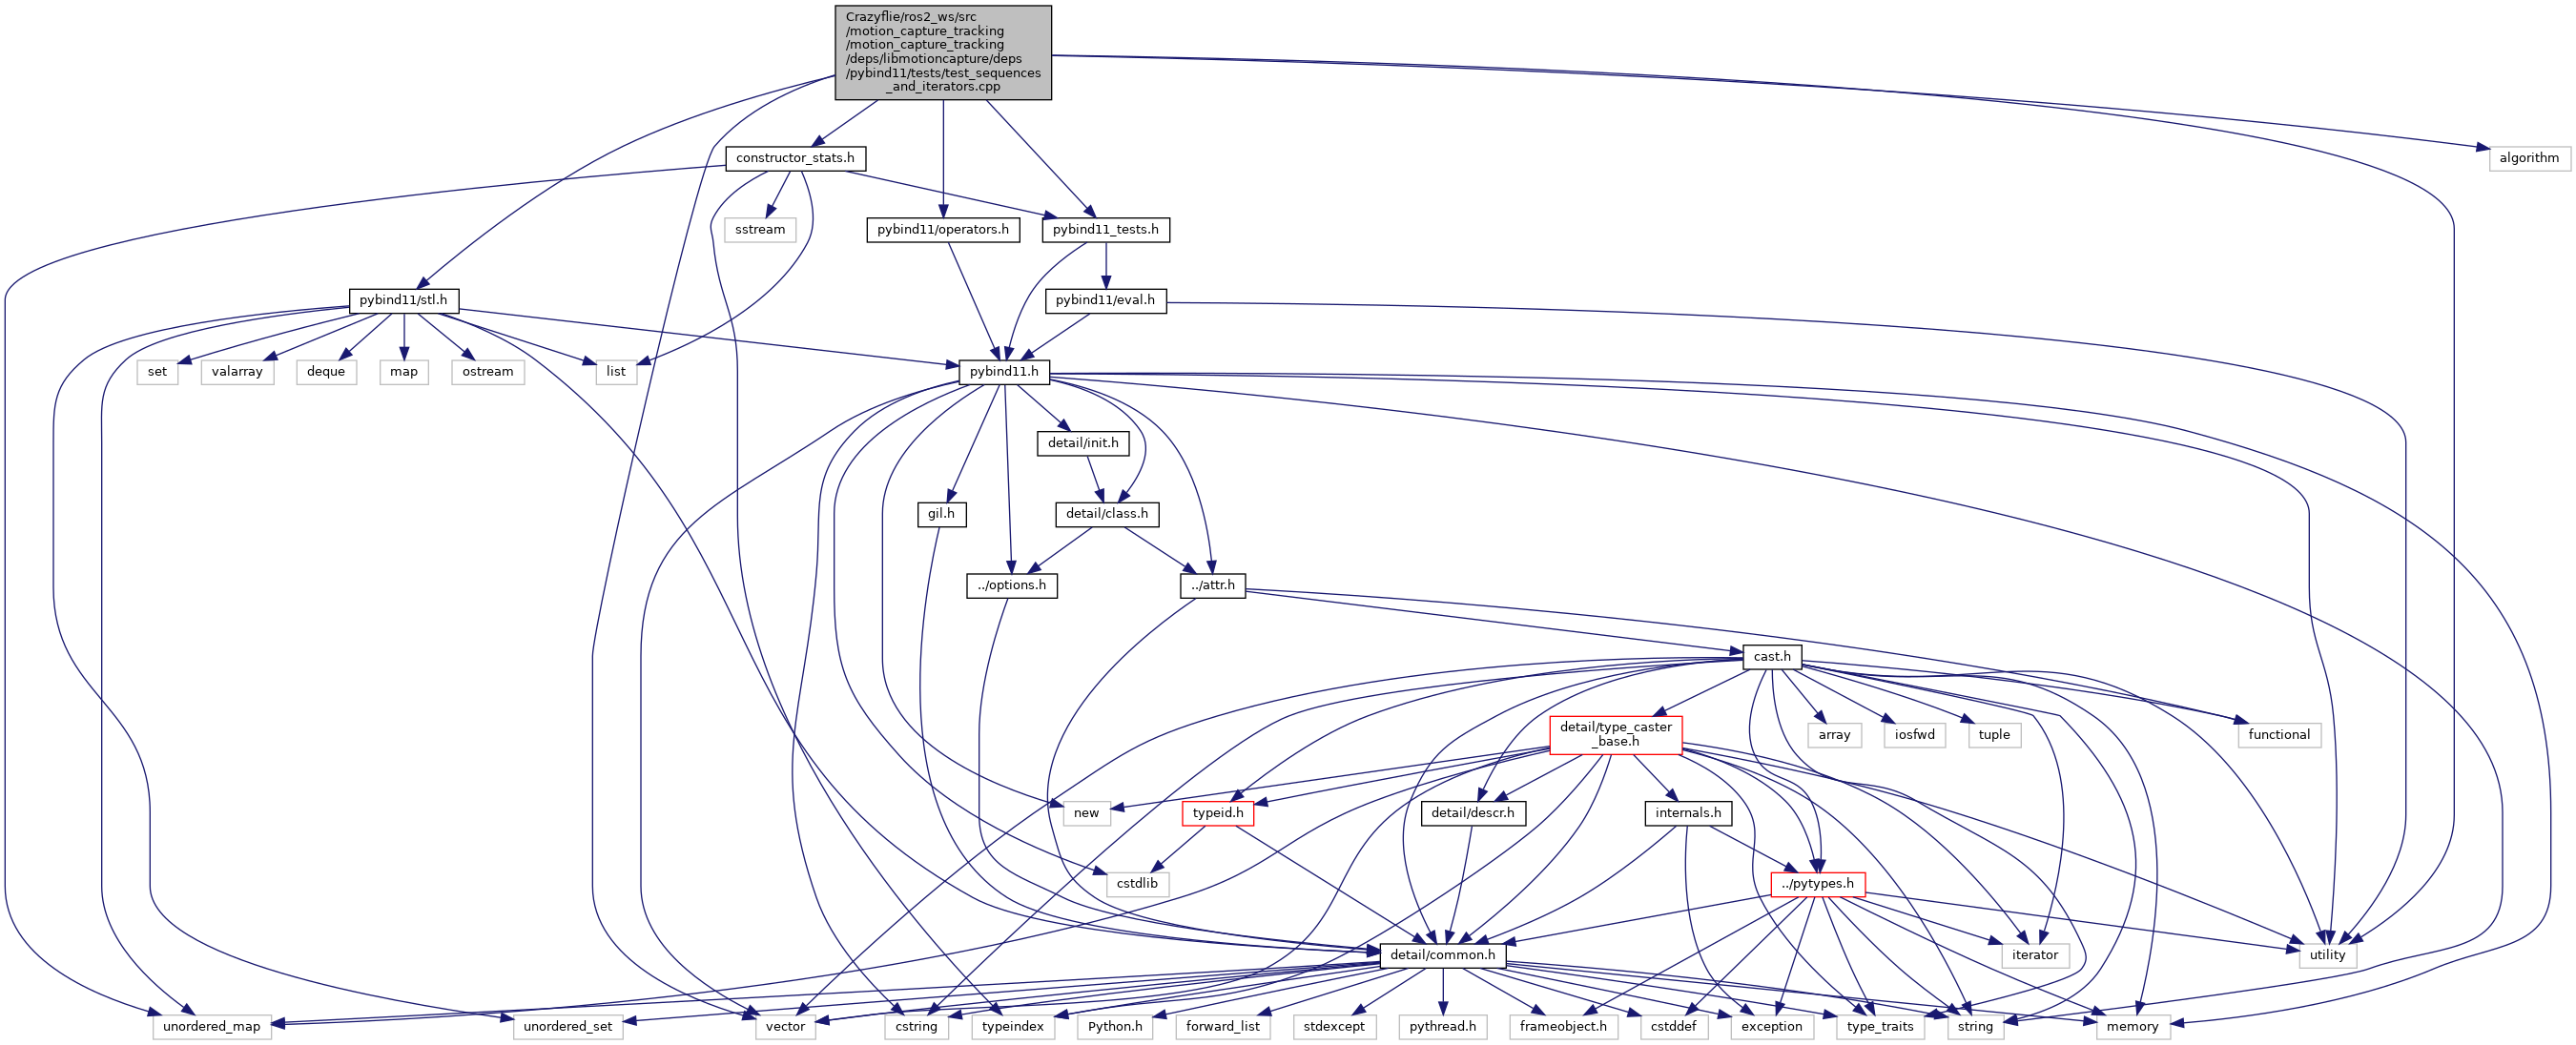 Crazyflie/ros2_ws/src
/motion_capture_tracking
/motion_capture_tracking
/deps/libmotioncapture/deps
/pybind11/tests/test_sequences
_and_iterators.cpp
constructor_stats.h
algorithm
sstream
pybind11/operators.h
pybind11_tests.h
pybind11/stl.h
pybind11/eval.h
set
valarray
deque
map
ostream
list
pybind11.h
detail/init.h
gil.h
detail/class.h
../options.h
../attr.h
cast.h
detail/type_caster
_base.h
array
iosfwd
tuple
functional
new
typeid.h
detail/descr.h
internals.h
cstdlib
../pytypes.h
detail/common.h
iterator
utility
unordered_map
unordered_set
vector
cstring
typeindex
Python.h
forward_list
stdexcept
pythread.h
frameobject.h
cstddef
exception
type_traits
string
memory